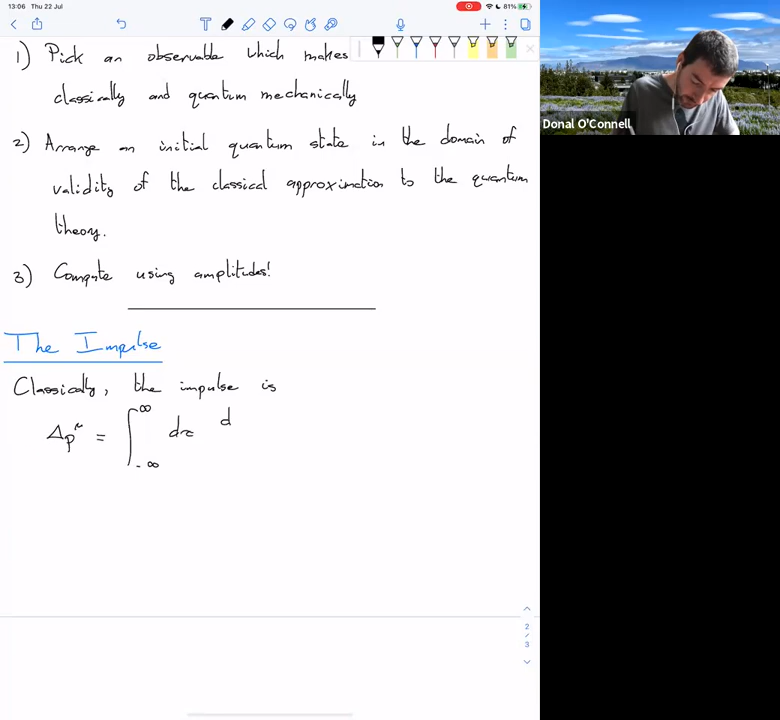 13:06 Thu 22 Jul
81%
1) Pick an observable which makes
classically and quantum mechanically
2) Arrange an initial quantum state in the domain of
validity of the classical approximation to the quantum
theory.
3) Compute using amplitudes!
The Impulse
Classically, the impulse is
Δp^μ = ∫_{-∞}^{∞} dτ d
2
/
3
Donal O'Connell